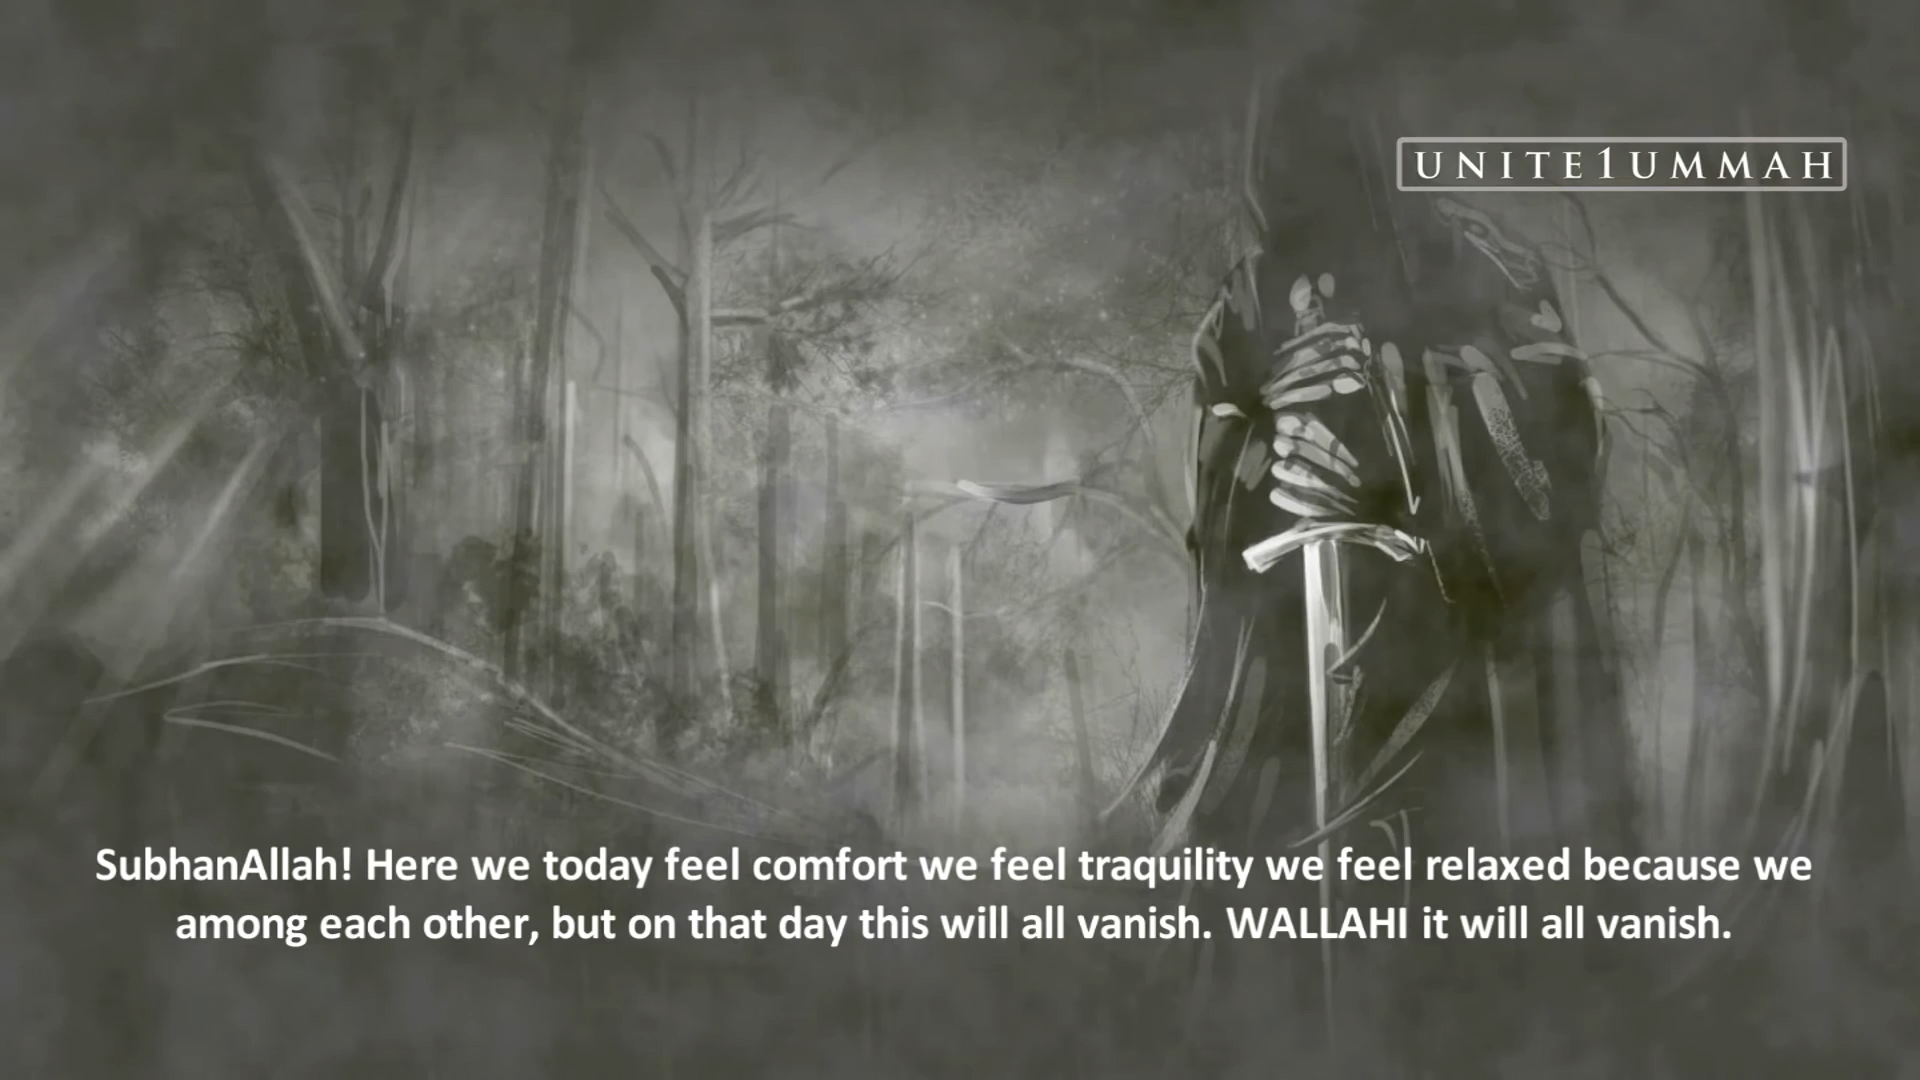 UNITE1UMMAH
SubhanAllah! Here we today feel comfort we feel traquility we feel relaxed because we
among each other, but on that day this will all vanish. WALLAHI it will all vanish.